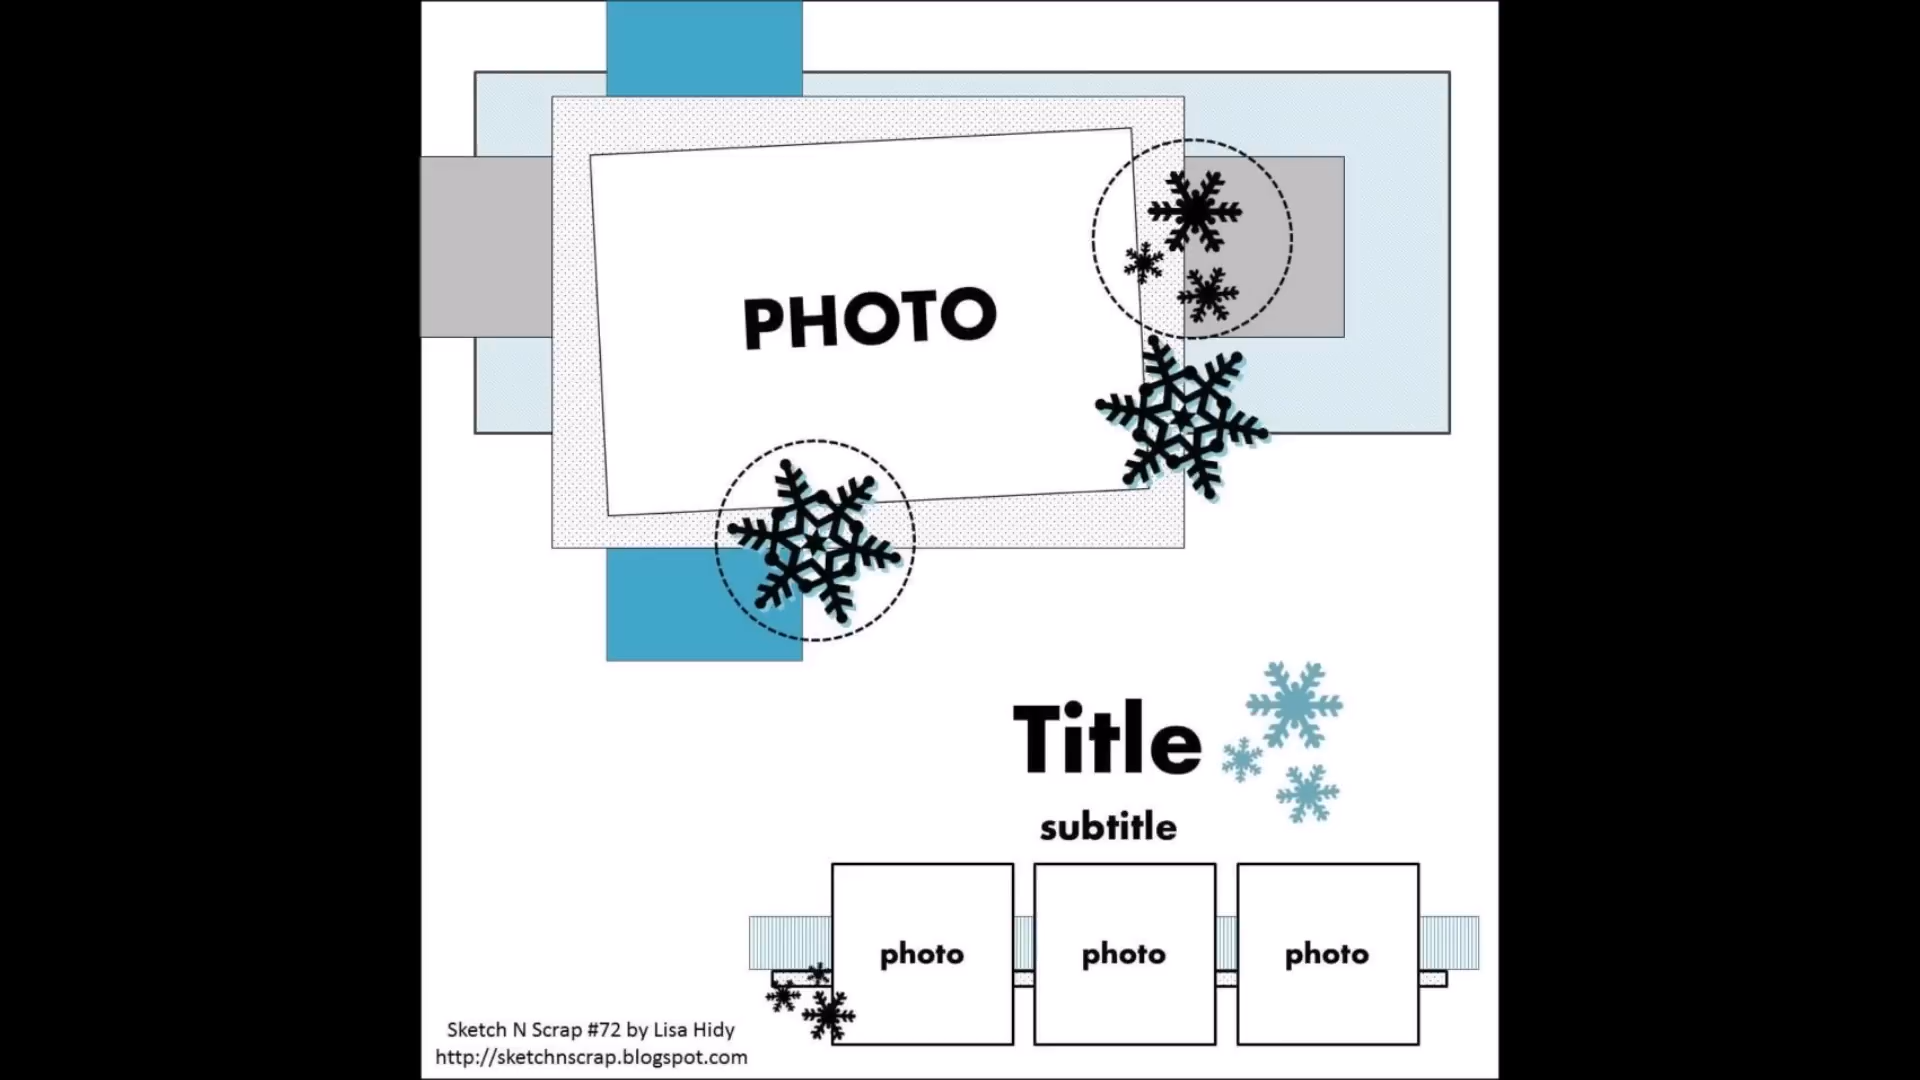 PHOTO
Title
subtitle
photo photo photo
Sketch N Scrap #72 by Lisa Hidy
http://sketchnscrap.blogspot.com